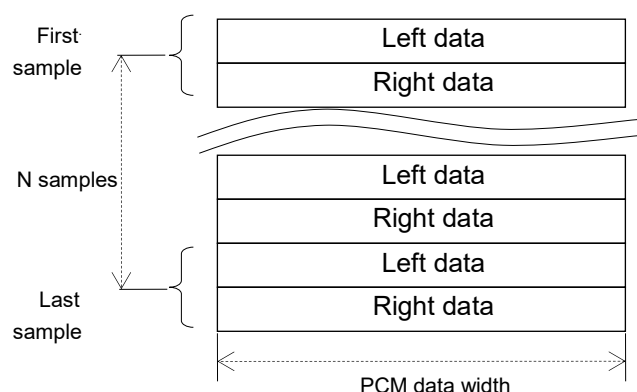 First
sample
Left data
Right data
N samples
Left data
Right data
Left data
Right data
Last
sample
PCM data width